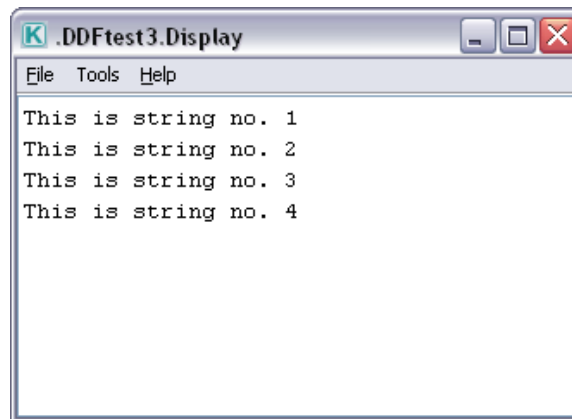 K .DDFtest3.Display
File Tools Help
This is string no. 1
This is string no. 2
This is string no. 3
This is string no. 4